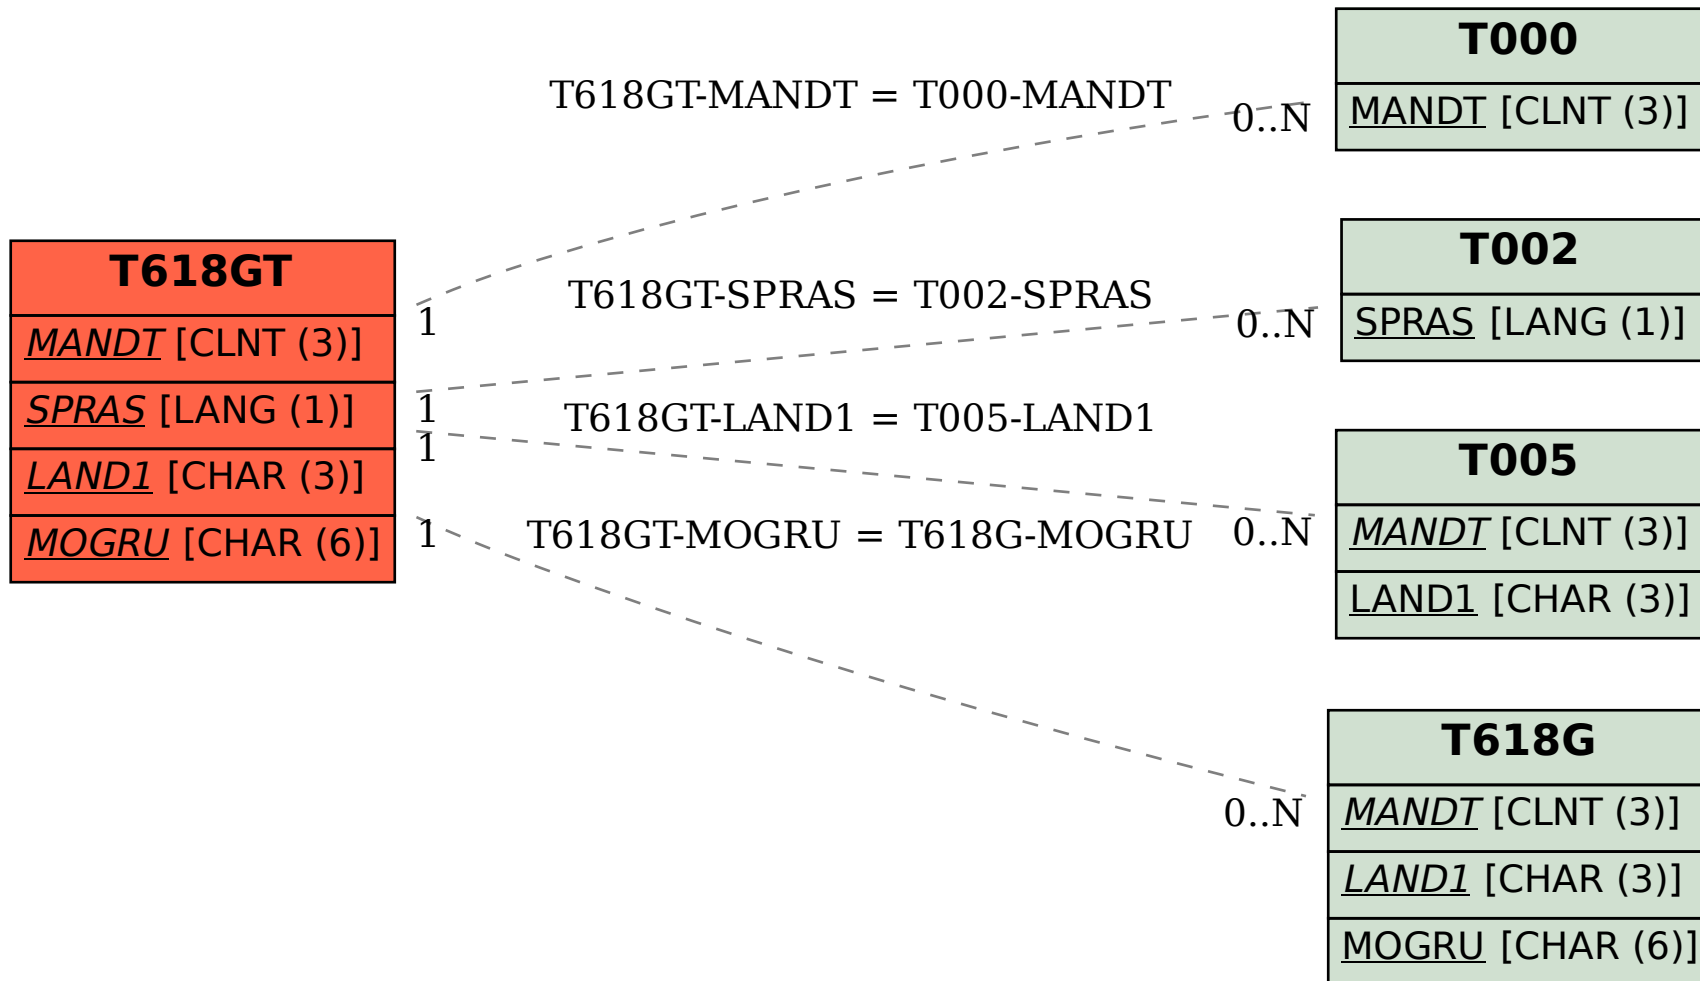 T618GT
MANDT [CLNT (3)]
SPRAS [LANG (1)]
LAND1 [CHAR (3)]
MOGRU [CHAR (6)]
T618GT-MANDT = T000-MANDT
1
0..N
T618GT-SPRAS = T002-SPRAS
1
0..N
T618GT-LAND1 = T005-LAND1
1
0..N
T618GT-MOGRU = T618G-MOGRU
1
0..N
T000
MANDT [CLNT (3)]
T002
SPRAS [LANG (1)]
T005
MANDT [CLNT (3)]
LAND1 [CHAR (3)]
T618G
MANDT [CLNT (3)]
LAND1 [CHAR (3)]
MOGRU [CHAR (6)]